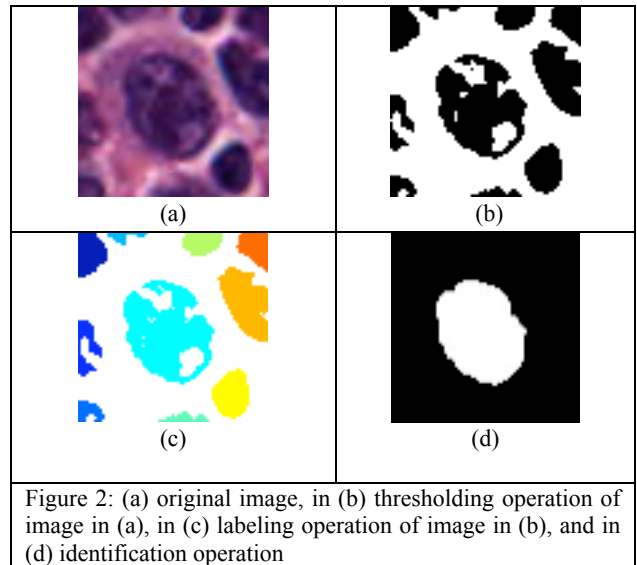 (a)
(b)
(c)
(d)
Figure 2: (a) original image, in (b) thresholding operation of
image in (a), in (c) labeling operation of image in (b), and in
(d) identification operation